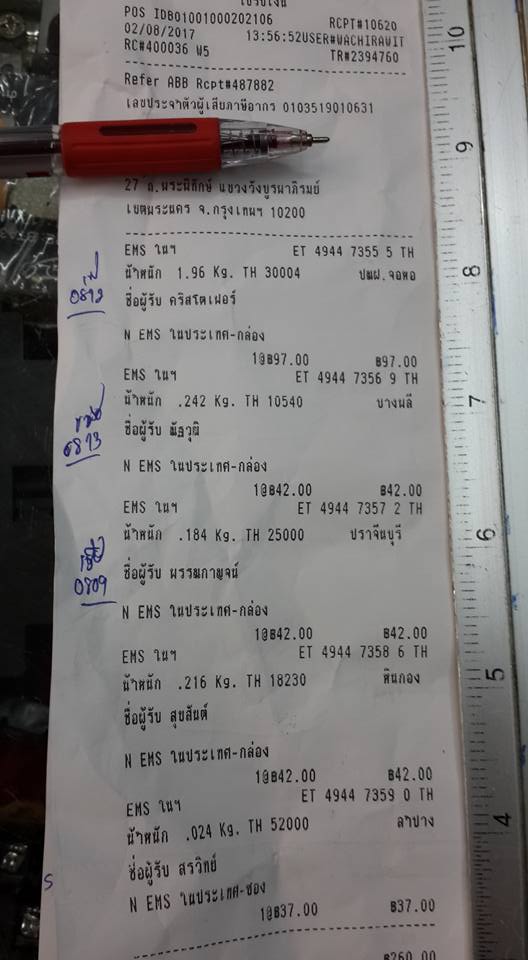 POS IDB01001000202106 RCPT#10620
02/08/2017 13:56:52USER#WACHIRAWIT
RC#400036 W5 TR#2394760
Refer ABB Rcpt#487882
เลขประจำตัวผู้เสียภาษีอากร 0103519010631
27 ถ.พระพิทักษ์ แขวงวังบูรพาภิรมย์
เขตพระนคร จ.กรุงเทพฯ 10200
EMS ในฯ ET 4944 7355 5 TH
น้ำหนัก 1.96 Kg. TH 30004 ปณฝ.จอหอ
ชื่อผู้รับ คริสโตเฟอร์
0812
N EMS ในประเทศ-กล่อง
1@฿97.00 ฿97.00
EMS ในฯ ET 4944 7356 9 TH
น้ำหนัก .242 Kg. TH 10540 บางพลี
ชื่อผู้รับ ณัฐวุฒิ
0813
N EMS ในประเทศ-กล่อง
1@฿42.00 ฿42.00
EMS ในฯ ET 4944 7357 2 TH
น้ำหนัก .184 Kg. TH 25000 ปราจีนบุรี
ชื่อผู้รับ พรรณกาญจน์
0809
N EMS ในประเทศ-กล่อง
1@฿42.00 ฿42.00
EMS ในฯ ET 4944 7358 6 TH
น้ำหนัก .216 Kg. TH 18230 หินกอง
ชื่อผู้รับ สุขสันต์
N EMS ในประเทศ-กล่อง
1@฿42.00 ฿42.00
EMS ในฯ ET 4944 7359 0 TH
น้ำหนัก .024 Kg. TH 52000 ลำปาง
ชื่อผู้รับ สรวิทย์
S
N EMS ในประเทศ-ซอง
1@฿37.00 ฿37.00
฿260.00
10
9
8
7
6
5
4